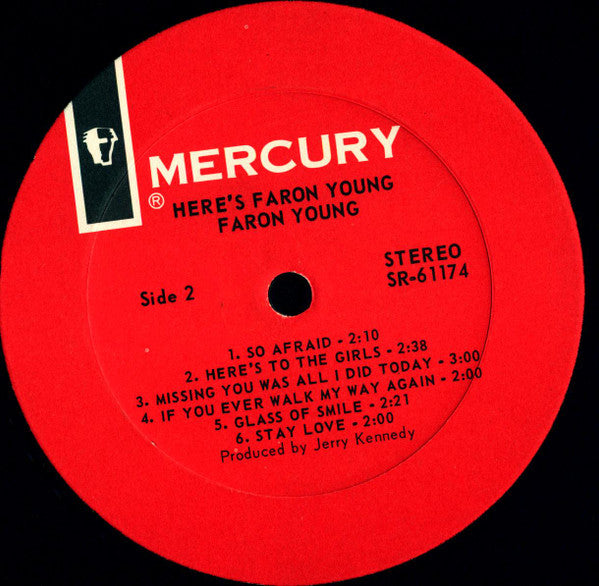 MERCURY
®
HERE'S FARON YOUNG
FARON YOUNG
STEREO
SR-61174
Side 2
1. SO AFRAID - 2:10
2. HERE'S TO THE GIRLS - 2:38
3. MISSING YOU WAS ALL I DID TODAY - 3:00
4. IF YOU EVER WALK MY WAY AGAIN - 2:00
5. GLASS OF SMILE - 2:21
6. STAY LOVE - 2:00
Produced by Jerry Kennedy